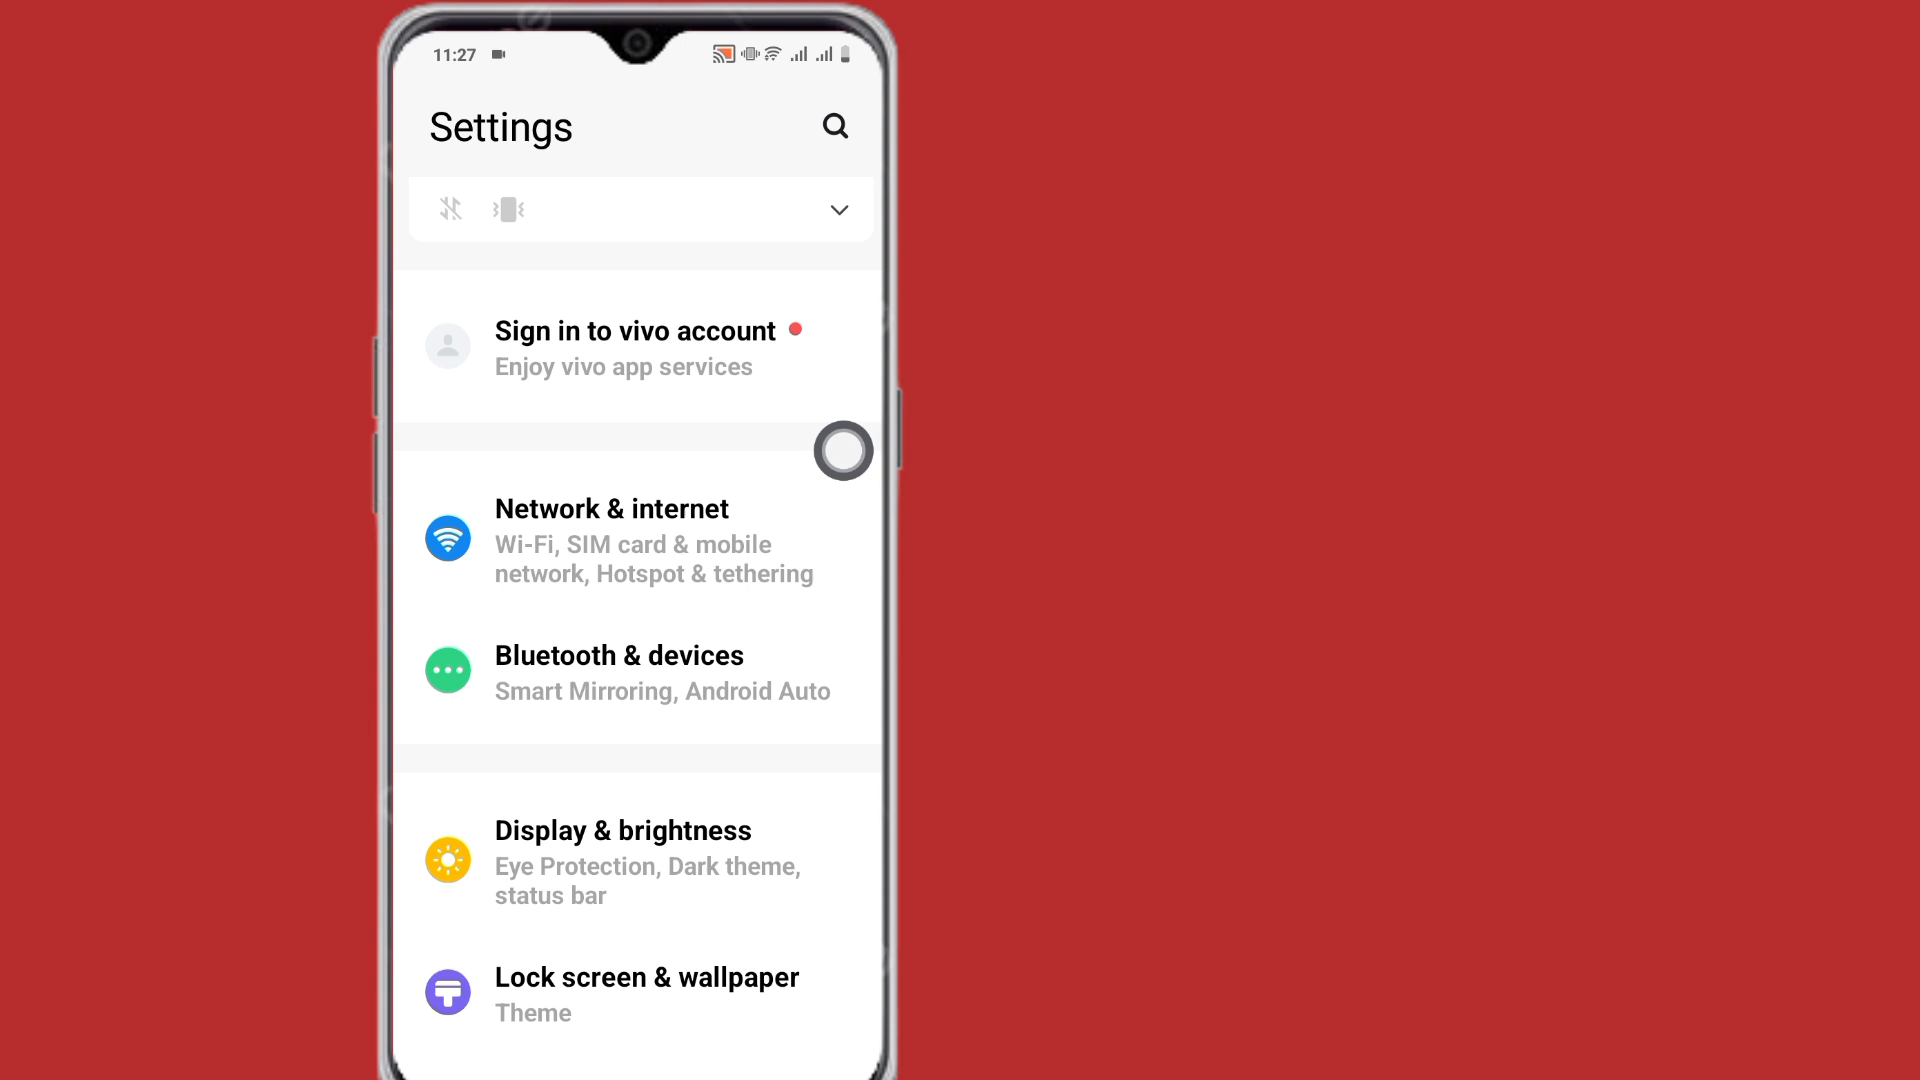 11:27
Settings
Sign in to vivo account
Enjoy vivo app services
Network & internet
Wi-Fi, SIM card & mobile
network, Hotspot & tethering
Bluetooth & devices
Smart Mirroring, Android Auto
Display & brightness
Eye Protection, Dark theme,
status bar
Lock screen & wallpaper
Theme